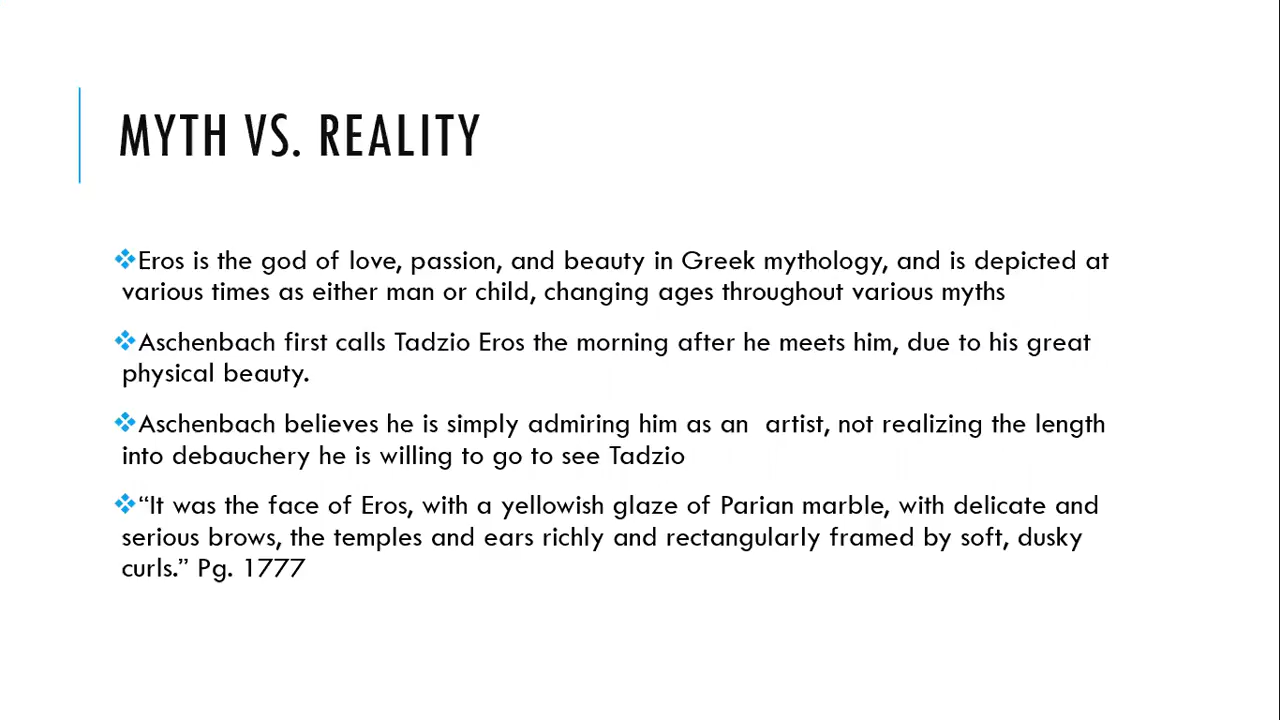 MYTH VS. REALITY
❖Eros is the god of love, passion, and beauty in Greek mythology, and is depicted at
various times as either man or child, changing ages throughout various myths
❖Aschenbach first calls Tadzio Eros the morning after he meets him, due to his great
physical beauty.
❖Aschenbach believes he is simply admiring him as an  artist, not realizing the length
into debauchery he is willing to go to see Tadzio
❖“It was the face of Eros, with a yellowish glaze of Parian marble, with delicate and
serious brows, the temples and ears richly and rectangularly framed by soft, dusky
curls.” Pg. 1777